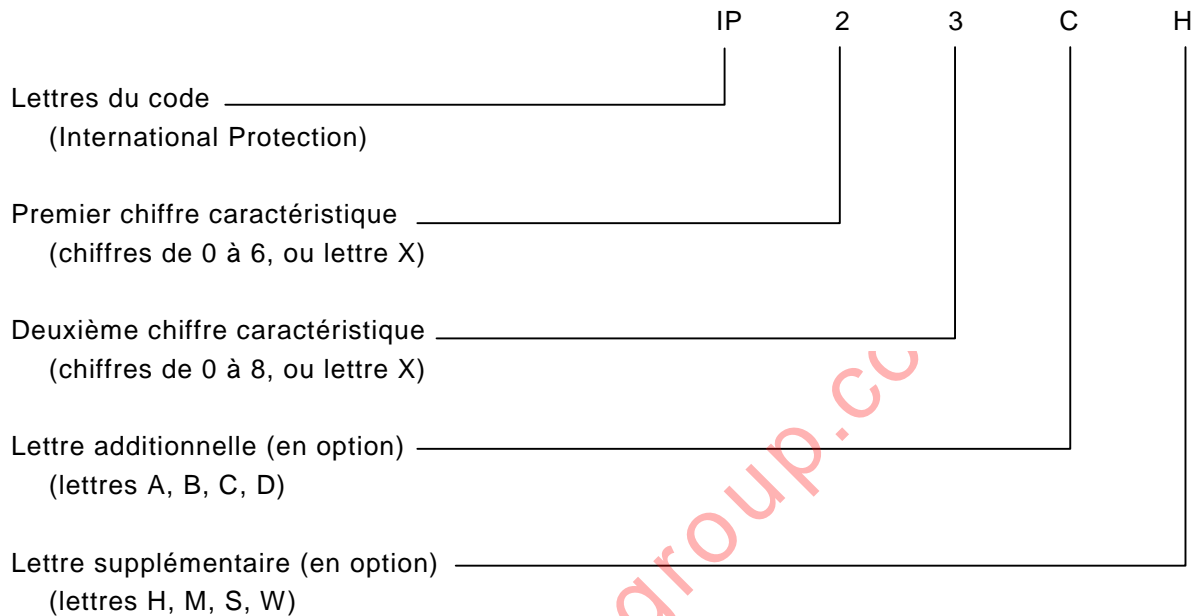 IP 2 3 C H
Lettres du code
(International Protection)
Premier chiffre caractéristique
(chiffres de 0 à 6, ou lettre X)
Deuxième chiffre caractéristique
(chiffres de 0 à 8, ou lettre X)
Lettre additionnelle (en option)
(lettres A, B, C, D)
Lettre supplémentaire (en option)
(lettres H, M, S, W)